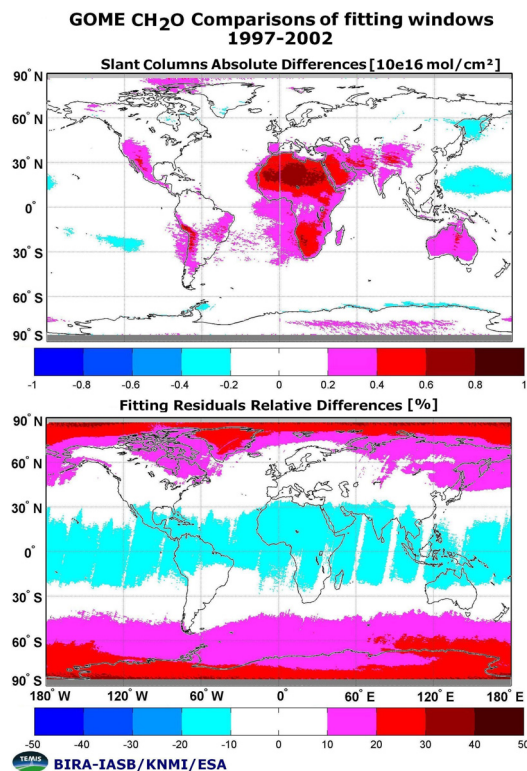 GOME CH₂O Comparisons of fitting windows
1997-2002
Slant Columns Absolute Differences [10e16 mol/cm²]
90° N
60° N
30° N
0°
30° S
60° S
90° S
-1 -0.8 -0.6 -0.4 -0.2 0 0.2 0.4 0.6 0.8 1
Fitting Residuals Relative Differences [%]
90° N
60° N
30° N
0°
30° S
60° S
90° S
180° W 120° W 60° W 0° 60° E 120° E 180° E
-50 -40 -30 -20 -10 0 10 20 30 40 50
TEMIS
BIRA-IASB/KNMI/ESA